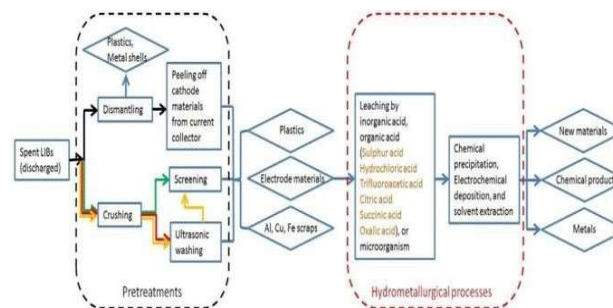 Plastics,
Metal shells
Dismantling
Peeling off
cathode
materials
from current
collector
Spent LIBs
(discharged)
Crushing
Screening
Ultrasonic
washing
Pretreatments
Plastics
Electrode materials
Al, Cu, Fe scraps
Leaching by
inorganic acid,
organic acid
(Sulphur acid
Hydrochloric acid
Trifluoroacetic acid
Citric acid
Succinic acid
Oxalic acid), or
microorganism
Chemical
precipitation,
Electrochemical
deposition, and
solvent extraction
Hydrometallurgical processes
New materials
Chemical product
Metals